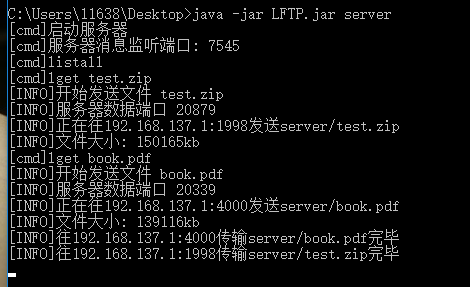 C:\Users\11638\Desktop>java -jar LFTP.jar server
[cmd]启动服务器
[cmd]服务器消息监听端口: 7545
[cmd]listall
[cmd]lget test.zip
[INFO]开始发送文件 test.zip
[INFO]服务器数据端口 20879
[INFO]正在往192.168.137.1:1998发送server/test.zip
[INFO]文件大小: 150165kb
[cmd]lget book.pdf
[INFO]开始发送文件 book.pdf
[INFO]服务器数据端口 20339
[INFO]正在往192.168.137.1:4000发送server/book.pdf
[INFO]文件大小: 139116kb
[INFO]往192.168.137.1:4000传输server/book.pdf完毕
[INFO]往192.168.137.1:1998传输server/test.zip完毕